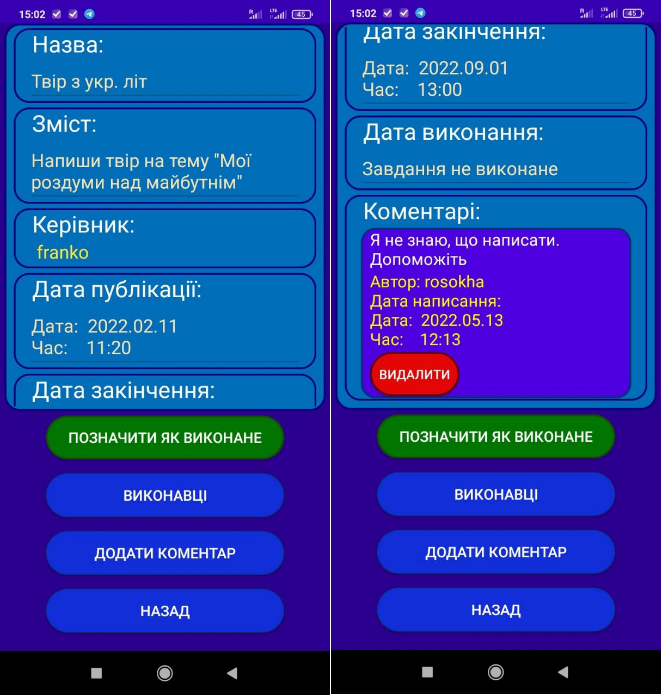 15:02
45
Назва:
Твір з укр. літ
Зміст:
Напиши твір на тему "Мої
роздуми над майбутнім"
Керівник:
franko
Дата публікації:
Дата: 2022.02.11
Час: 11:20
Дата закінчення:
ПОЗНАЧИТИ ЯК ВИКОНАНЕ
ВИКОНАВЦІ
ДОДАТИ КОМЕНТАР
НАЗАД
15:02
45
Дата закінчення:
Дата: 2022.09.01
Час: 13:00
Дата виконання:
Завдання не виконане
Коментарі:
Я не знаю, що написати.
Допоможіть
Автор: rosokha
Дата написання:
Дата: 2022.05.13
Час: 12:13
ВИДАЛИТИ
ПОЗНАЧИТИ ЯК ВИКОНАНЕ
ВИКОНАВЦІ
ДОДАТИ КОМЕНТАР
НАЗАД